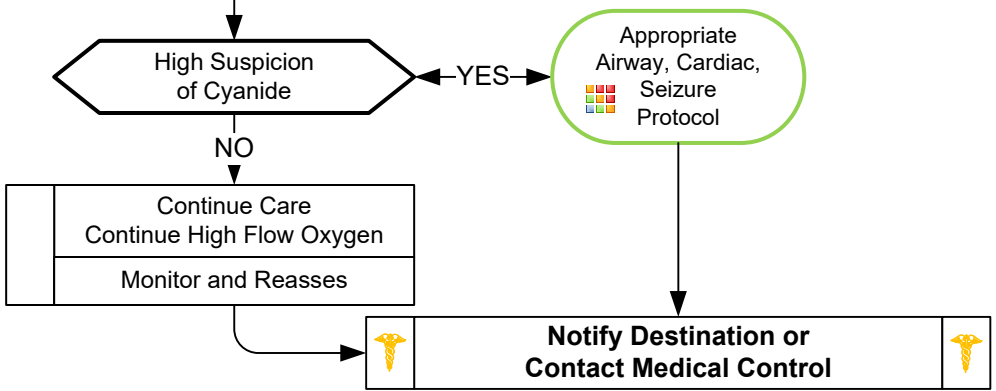 High Suspicion
of Cyanide
YES
Appropriate
Airway, Cardiac,
Seizure
Protocol
NO
Continue Care
Continue High Flow Oxygen
Monitor and Reasses
Notify Destination or
Contact Medical Control